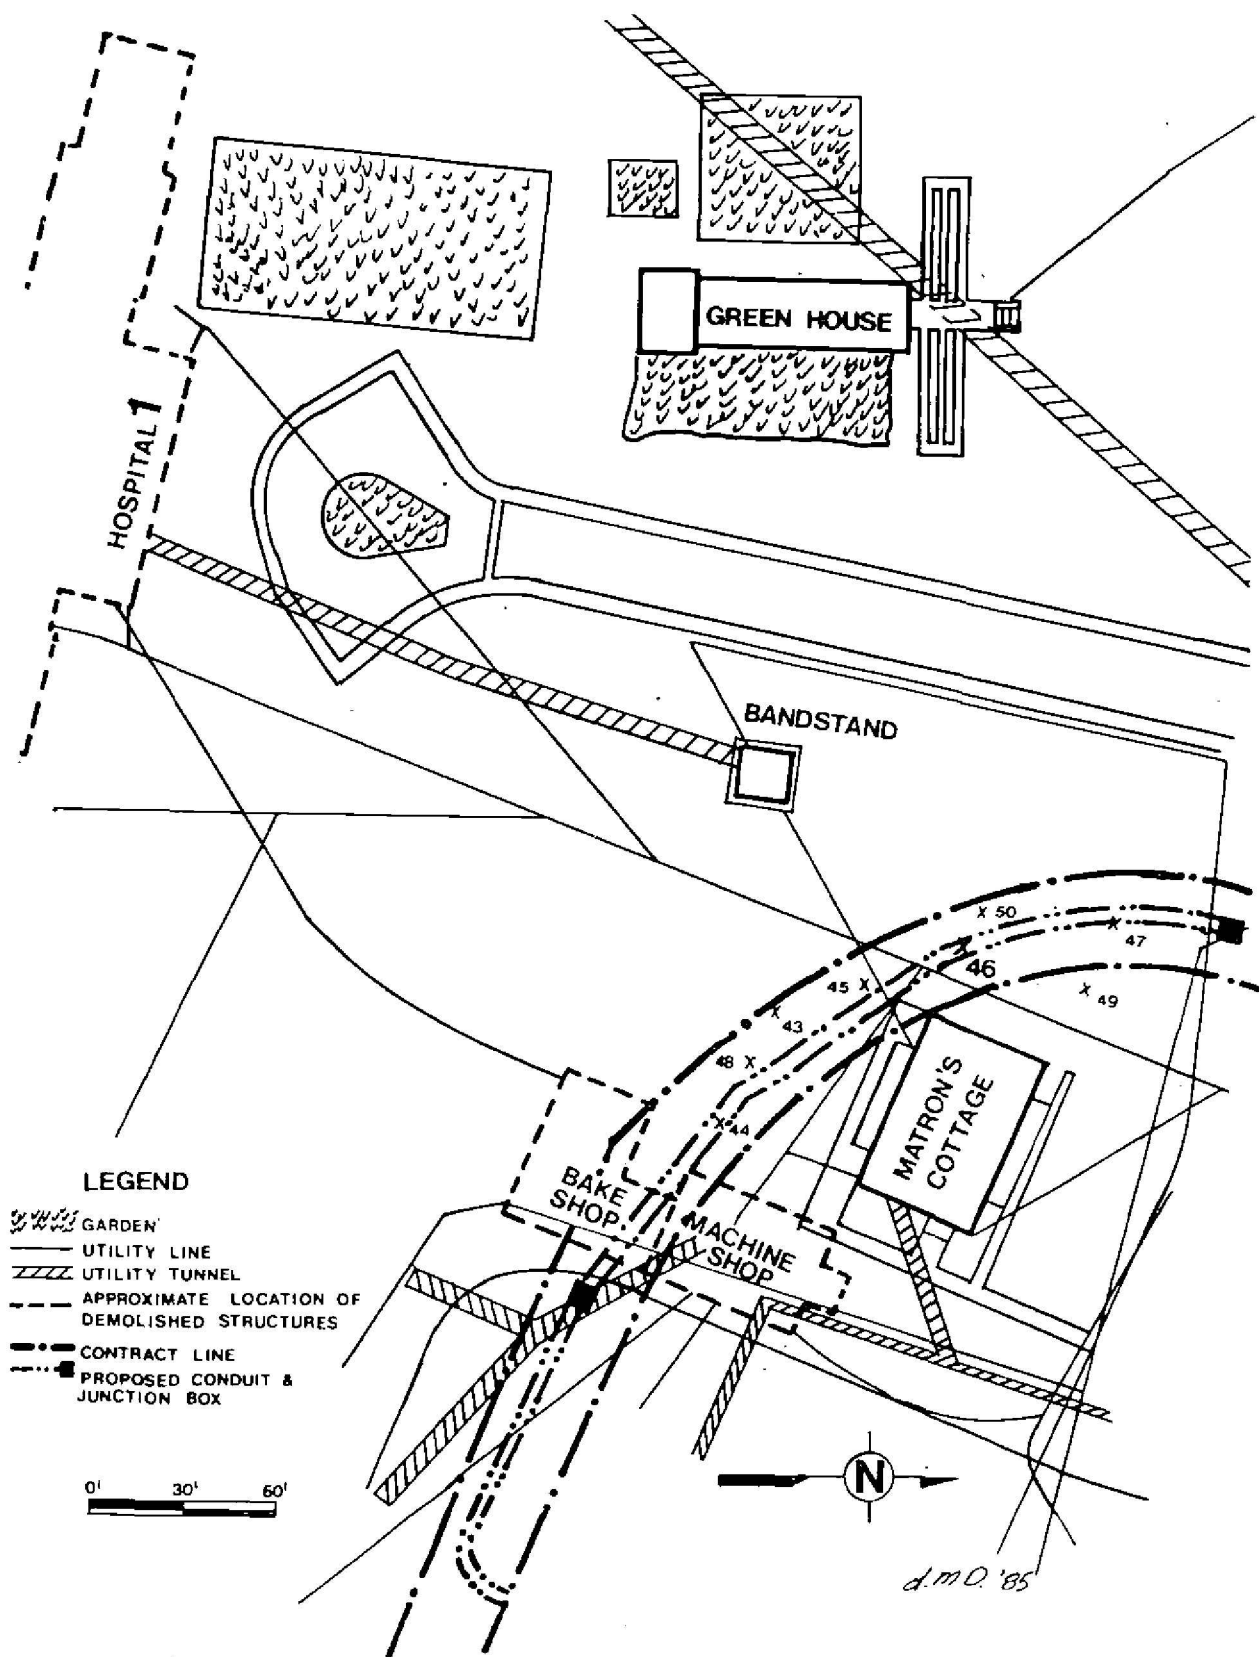 GREEN HOUSE
HOSPITAL 1
BANDSTAND
50
47
46
45
49
43
48
44
MATRON'S
COTTAGE
BAKE
SHOP
MACHINE
SHOP
LEGEND
GARDEN
UTILITY LINE
UTILITY TUNNEL
APPROXIMATE LOCATION OF
DEMOLISHED STRUCTURES
CONTRACT LINE
PROPOSED CONDUIT &
JUNCTION BOX
0' 30' 60'
N
d.m D. '85